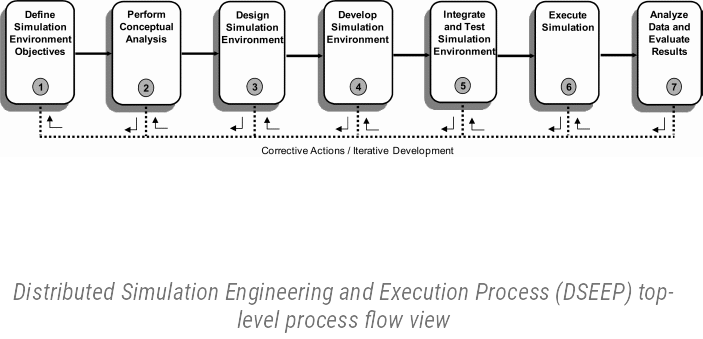 Define
Simulation
Environment
Objectives
1
Perform
Conceptual
Analysis
2
Design
Simulation
Environment
3
Develop
Simulation
Environment
4
Integrate
and Test
Simulation
Environment
5
Execute
Simulation
6
Analyze
Data and
Evaluate
Results
7
Corrective Actions / Iterative Development
Distributed Simulation Engineering and Execution Process (DSEEP) top-
level process flow view